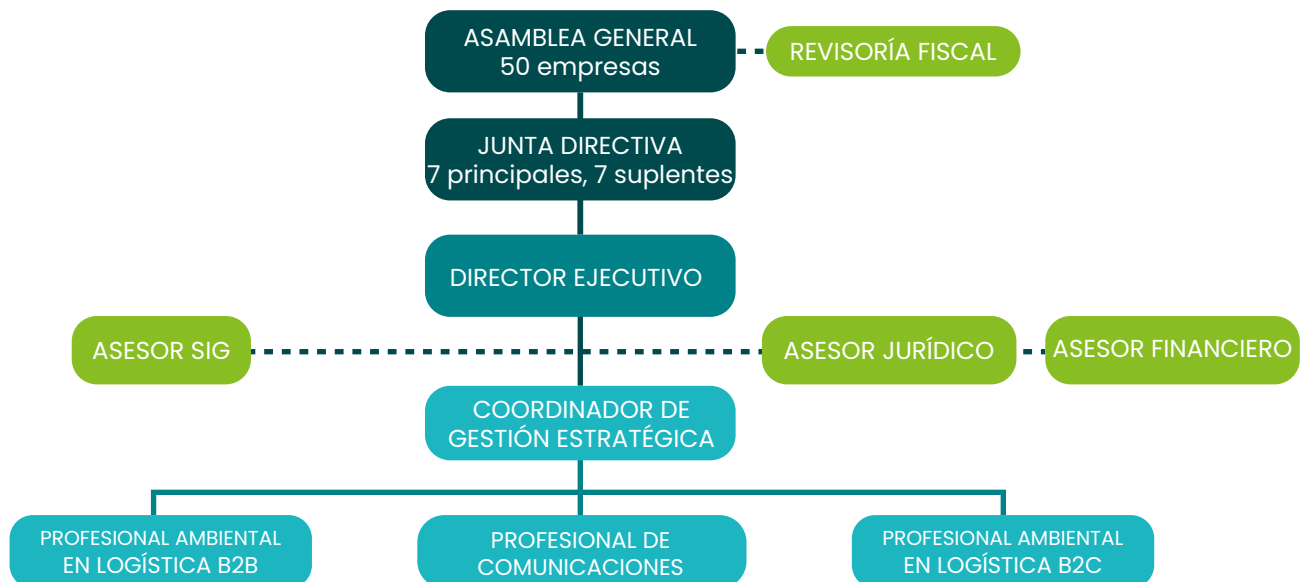 ASAMBLEA GENERAL
50 empresas
REVISORÍA FISCAL
JUNTA DIRECTIVA
7 principales, 7 suplentes
DIRECTOR EJECUTIVO
ASESOR SIG
ASESOR JURÍDICO
ASESOR FINANCIERO
COORDINADOR DE
GESTIÓN ESTRATÉGICA
PROFESIONAL AMBIENTAL
EN LOGÍSTICA B2B
PROFESIONAL DE
COMUNICACIONES
PROFESIONAL AMBIENTAL
EN LOGÍSTICA B2C